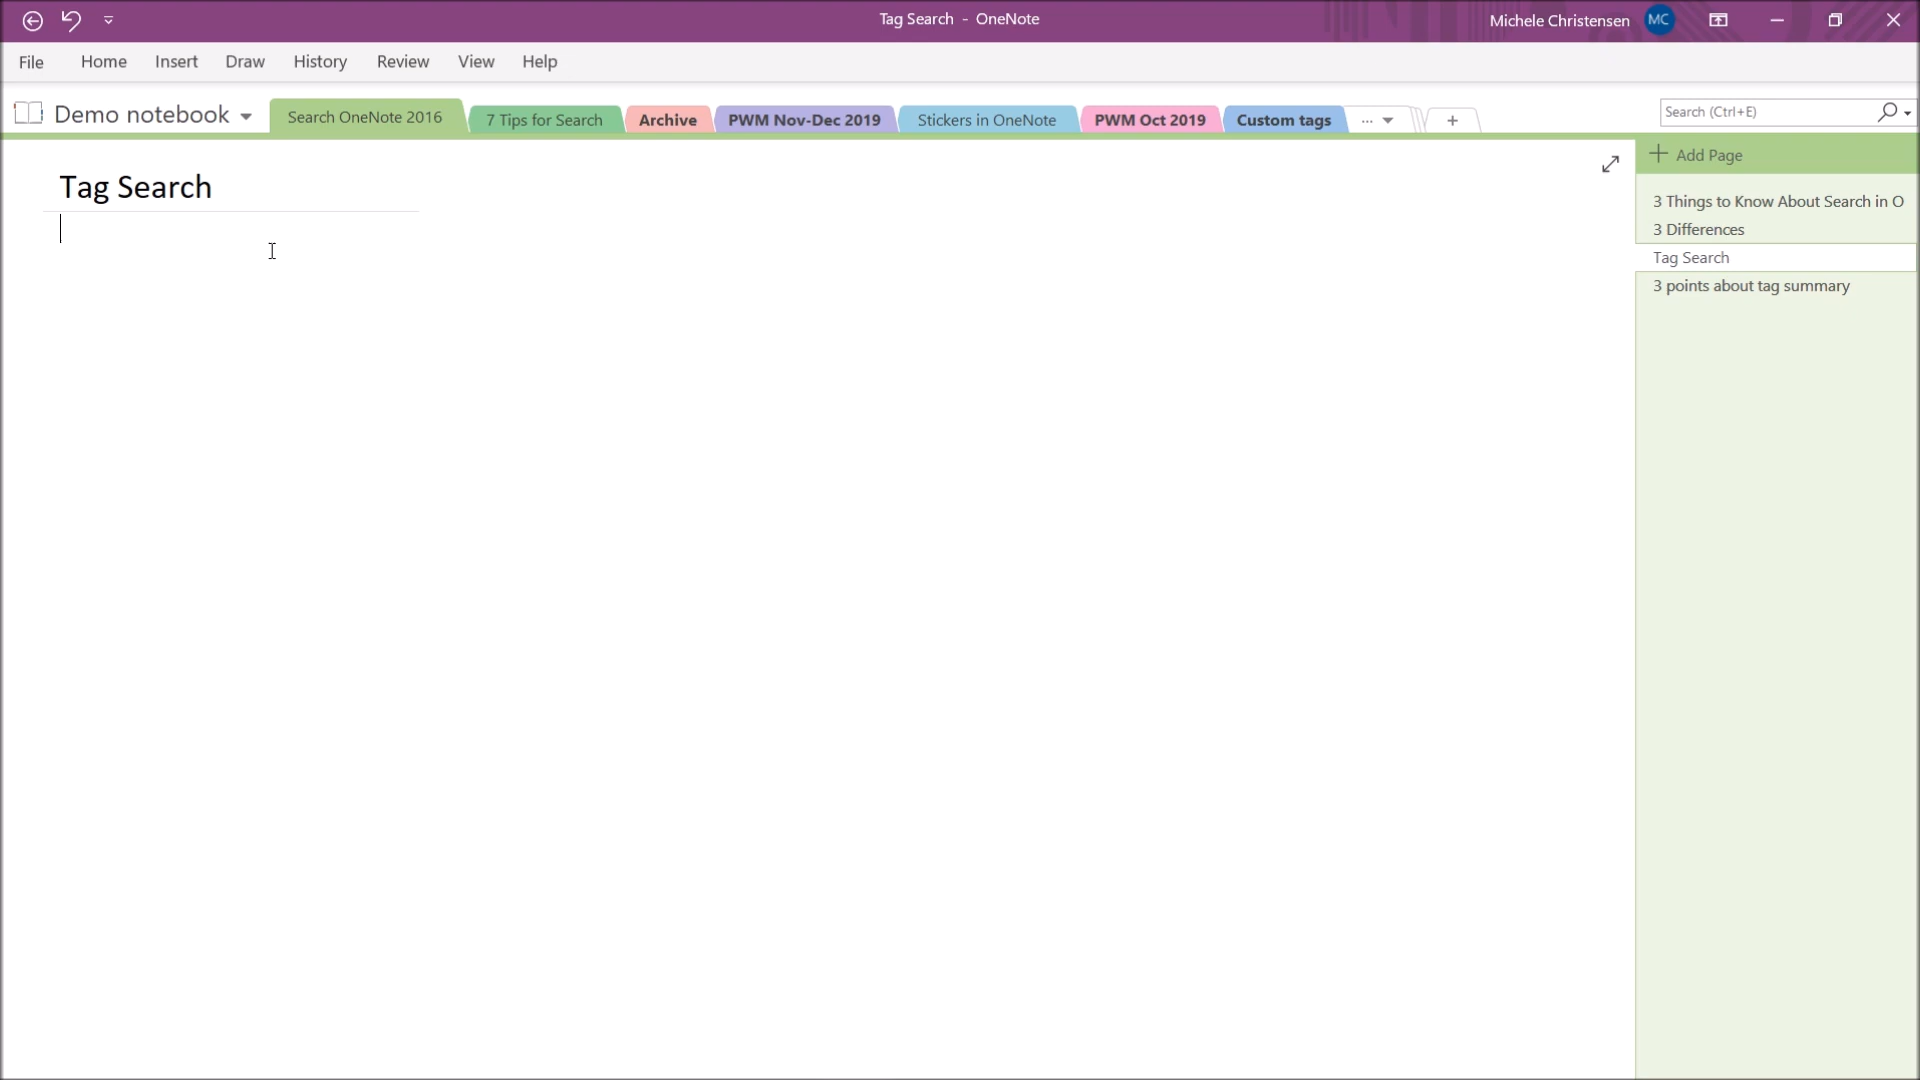 Tag Search - OneNote
Michele Christensen MC
File Home Insert Draw History Review View Help
Demo notebook
Search OneNote 2016
7 Tips for Search
Archive
PWM Nov-Dec 2019
Stickers in OneNote
PWM Oct 2019
Custom tags
...
+
Search (Ctrl+E)
Add Page
Tag Search
3 Things to Know About Search in O
3 Differences
Tag Search
3 points about tag summary